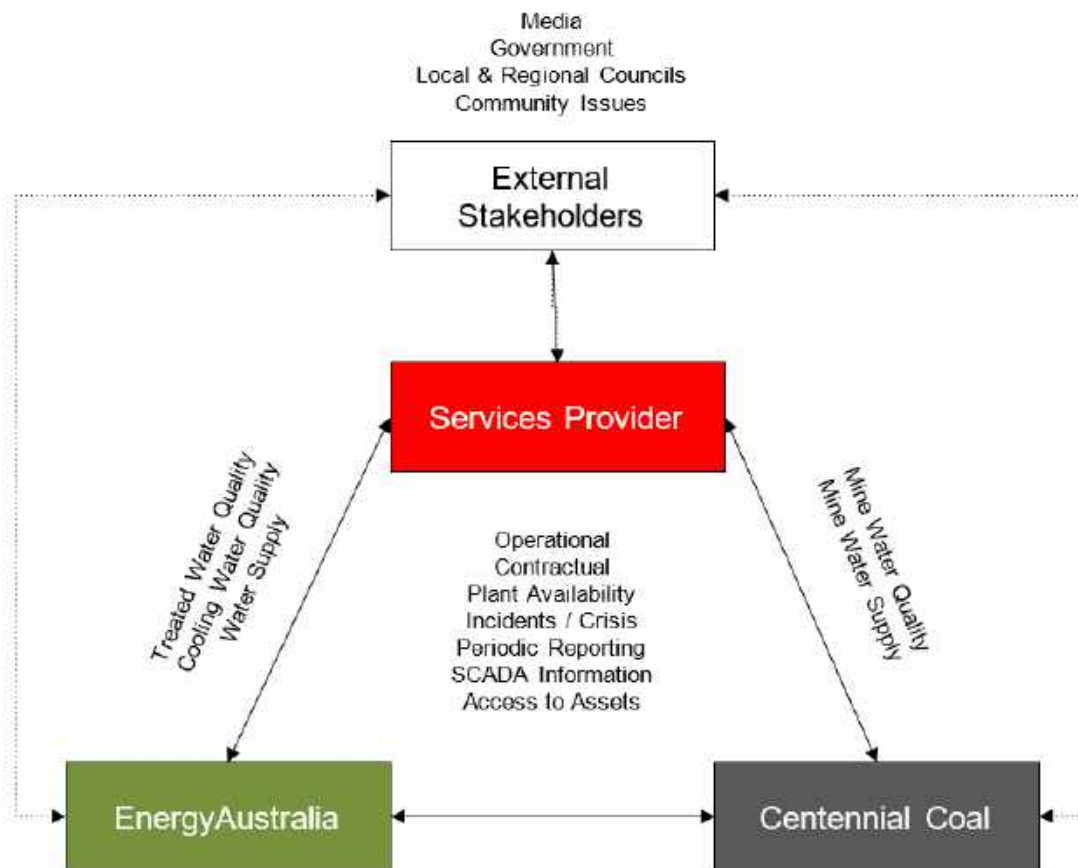 Media
Government
Local & Regional Councils
Community Issues
External
Stakeholders
Services Provider
Treated Water Quality
Cooling Water Quality
Water Supply
Operational
Contractual
Plant Availability
Incidents / Crisis
Periodic Reporting
SCADA Information
Access to Assets
Mine Water Quality
Mine Water Supply
EnergyAustralia
Centennial Coal